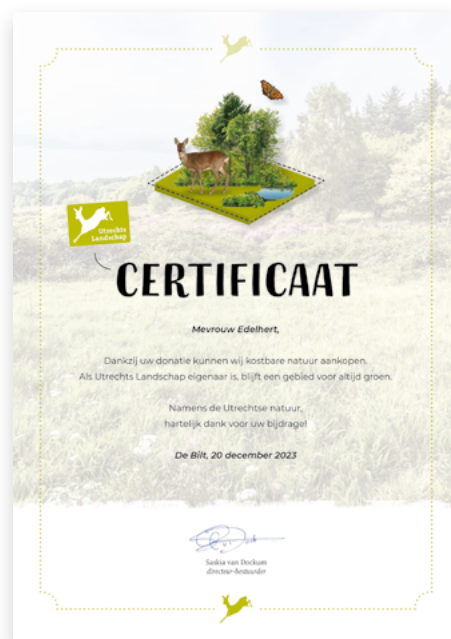 Utrechts
Landschap
CERTIFICAAT
Mevrouw Edelhert,
Dankzij uw donatie kunnen wij kostbare natuur aankopen.
Als Utrechts Landschap eigenaar is, blijft een gebied voor altijd groen.
Namens de Utrechtse natuur,
hartelijk dank voor uw bijdrage!
De Bilt, 20 december 2023
Saskia van Dockum
directeur-bestuurder